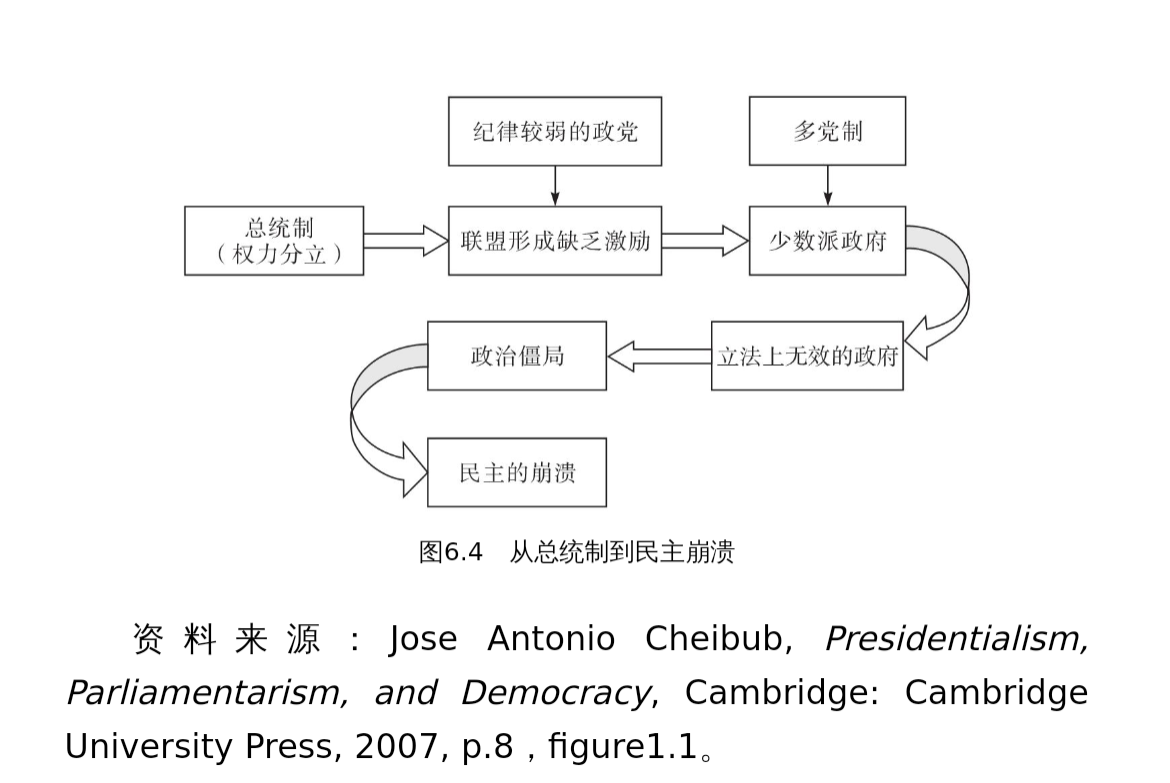 纪律较弱的政党
多党制
总统制
（权力分立）
联盟形成缺乏激励
少数派政府
政治僵局
立法上无效的政府
民主的崩溃
图6.4　从总统制到民主崩溃
资料来源：Jose Antonio Cheibub, Presidentialism,
Parliamentarism, and Democracy, Cambridge: Cambridge
University Press, 2007, p.8，figure1.1。